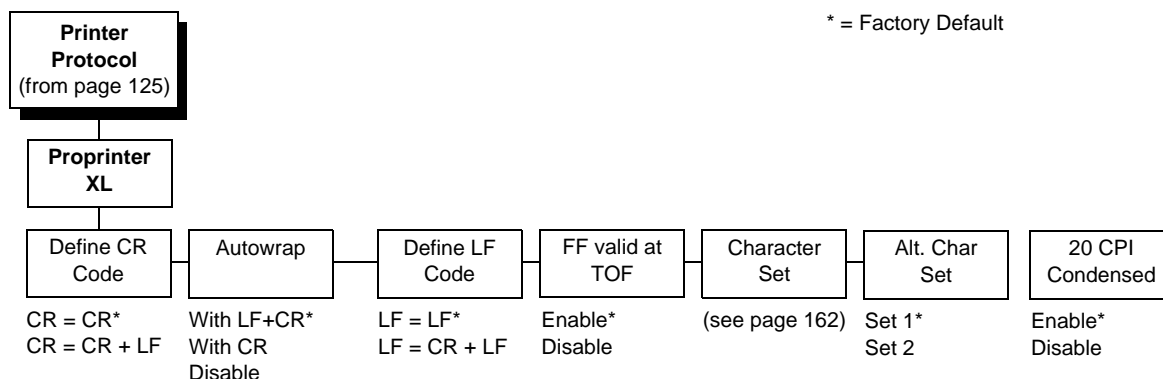 * = Factory Default
Printer
Protocol
(from page 125)
Proprinter
XL
Define CR
Code
CR = CR*
CR = CR + LF
Autowrap
With LF+CR*
With CR
Disable
Define LF
Code
LF = LF*
LF = CR + LF
FF valid at
TOF
Enable*
Disable
Character
Set
(see page 162)
Alt. Char
Set
Set 1*
Set 2
20 CPI
Condensed
Enable*
Disable